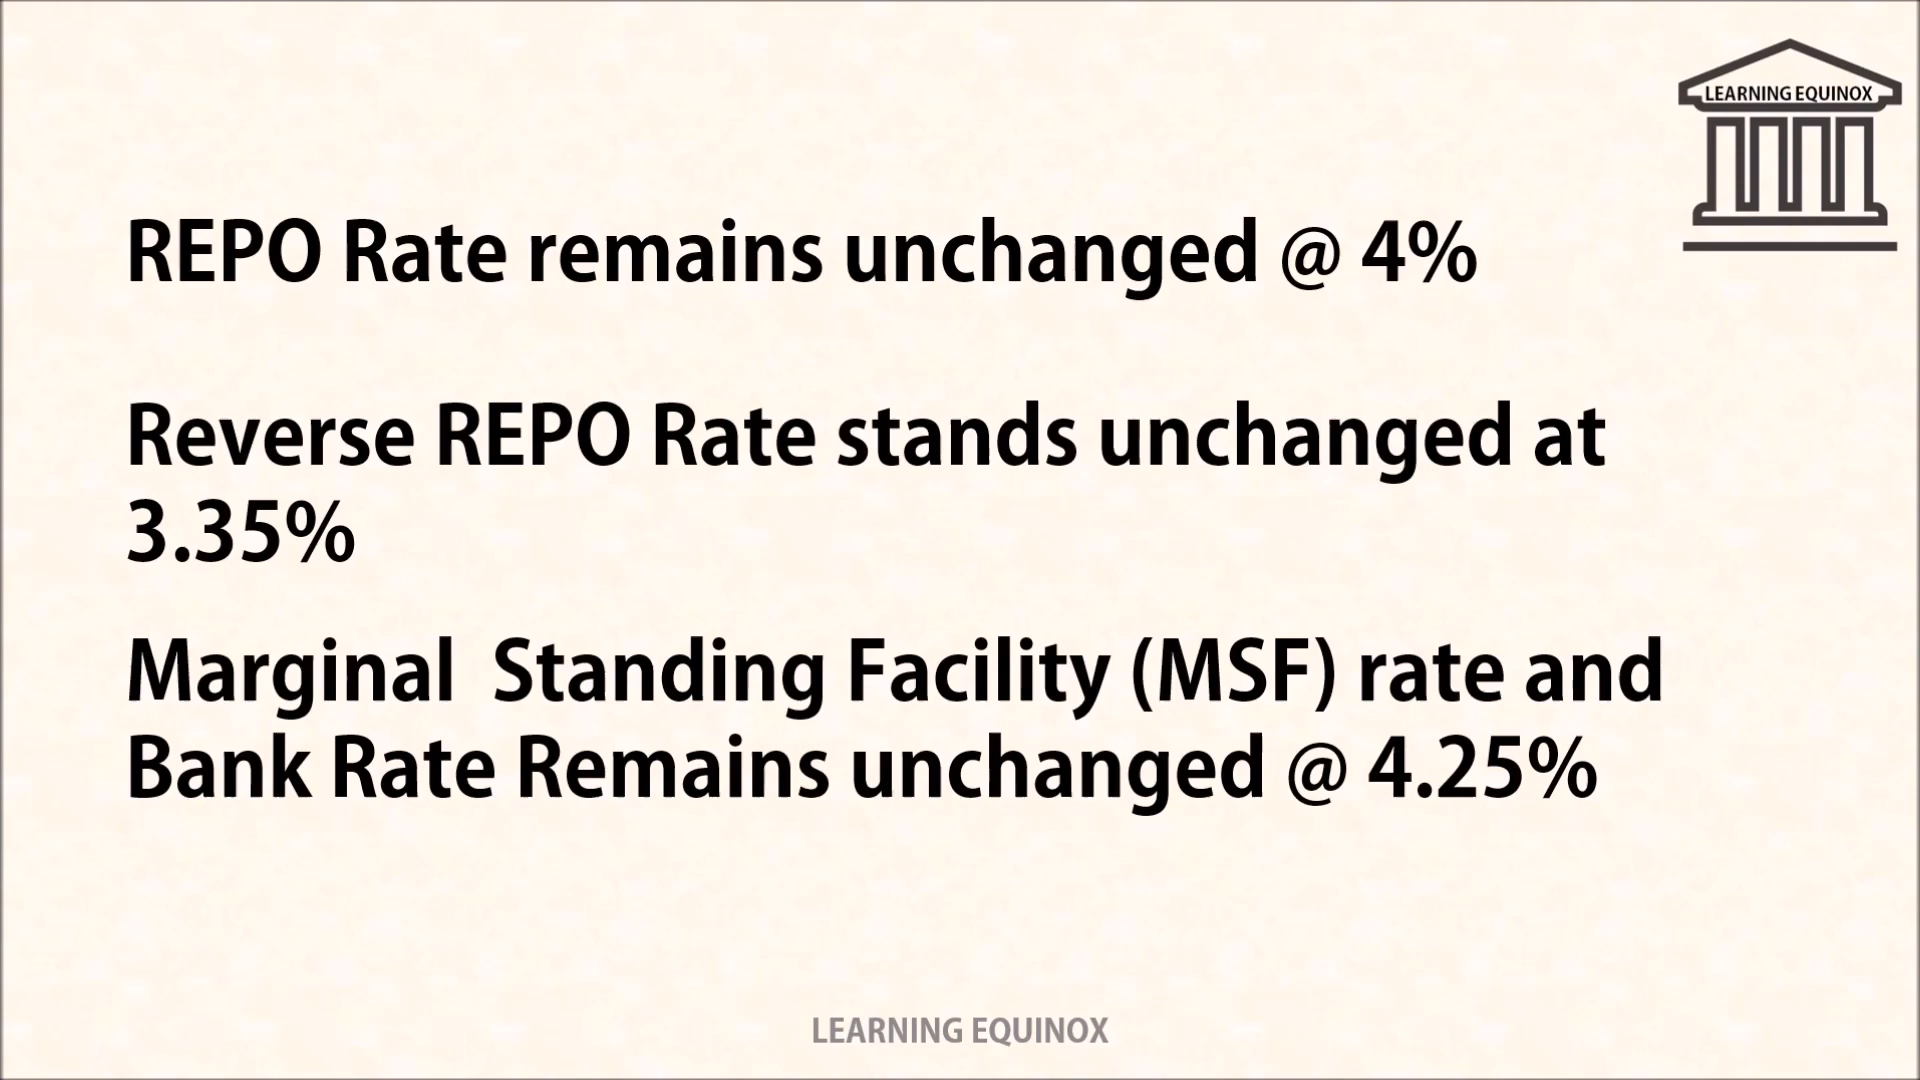 LEARNING EQUINOX
REPO Rate remains unchanged @ 4%
Reverse REPO Rate stands unchanged at
3.35%
Marginal  Standing Facility (MSF) rate and
Bank Rate Remains unchanged @ 4.25%
LEARNING EQUINOX